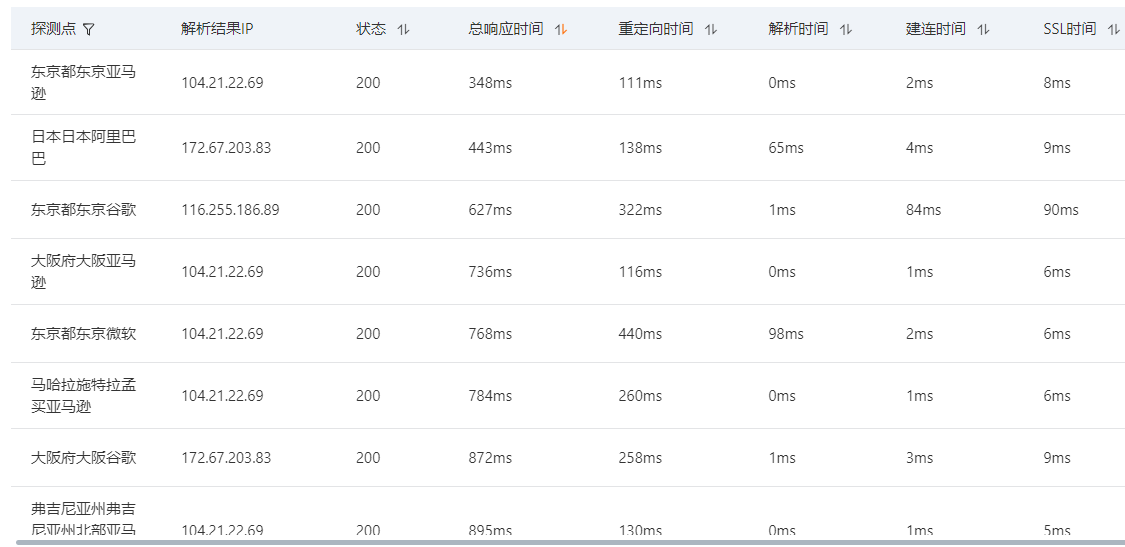 探测点 解析结果IP 状态 总响应时间 重定向时间 解析时间 建连时间 SSL时间
东京都东京亚马
逊 104.21.22.69 200 348ms 111ms 0ms 2ms 8ms
日本日本阿里巴
巴 172.67.203.83 200 443ms 138ms 65ms 4ms 9ms
东京都东京谷歌 116.255.186.89 200 627ms 322ms 1ms 84ms 90ms
大阪府大阪亚马
逊 104.21.22.69 200 736ms 116ms 0ms 1ms 6ms
东京都东京微软 104.21.22.69 200 768ms 440ms 98ms 2ms 6ms
马哈拉施特拉孟
买亚马逊 104.21.22.69 200 784ms 260ms 0ms 1ms 6ms
大阪府大阪谷歌 172.67.203.83 200 872ms 258ms 1ms 3ms 9ms
弗吉尼亚州弗吉
尼亚州北部亚马 104.21.22.69 200 895ms 130ms 0ms 1ms 5ms